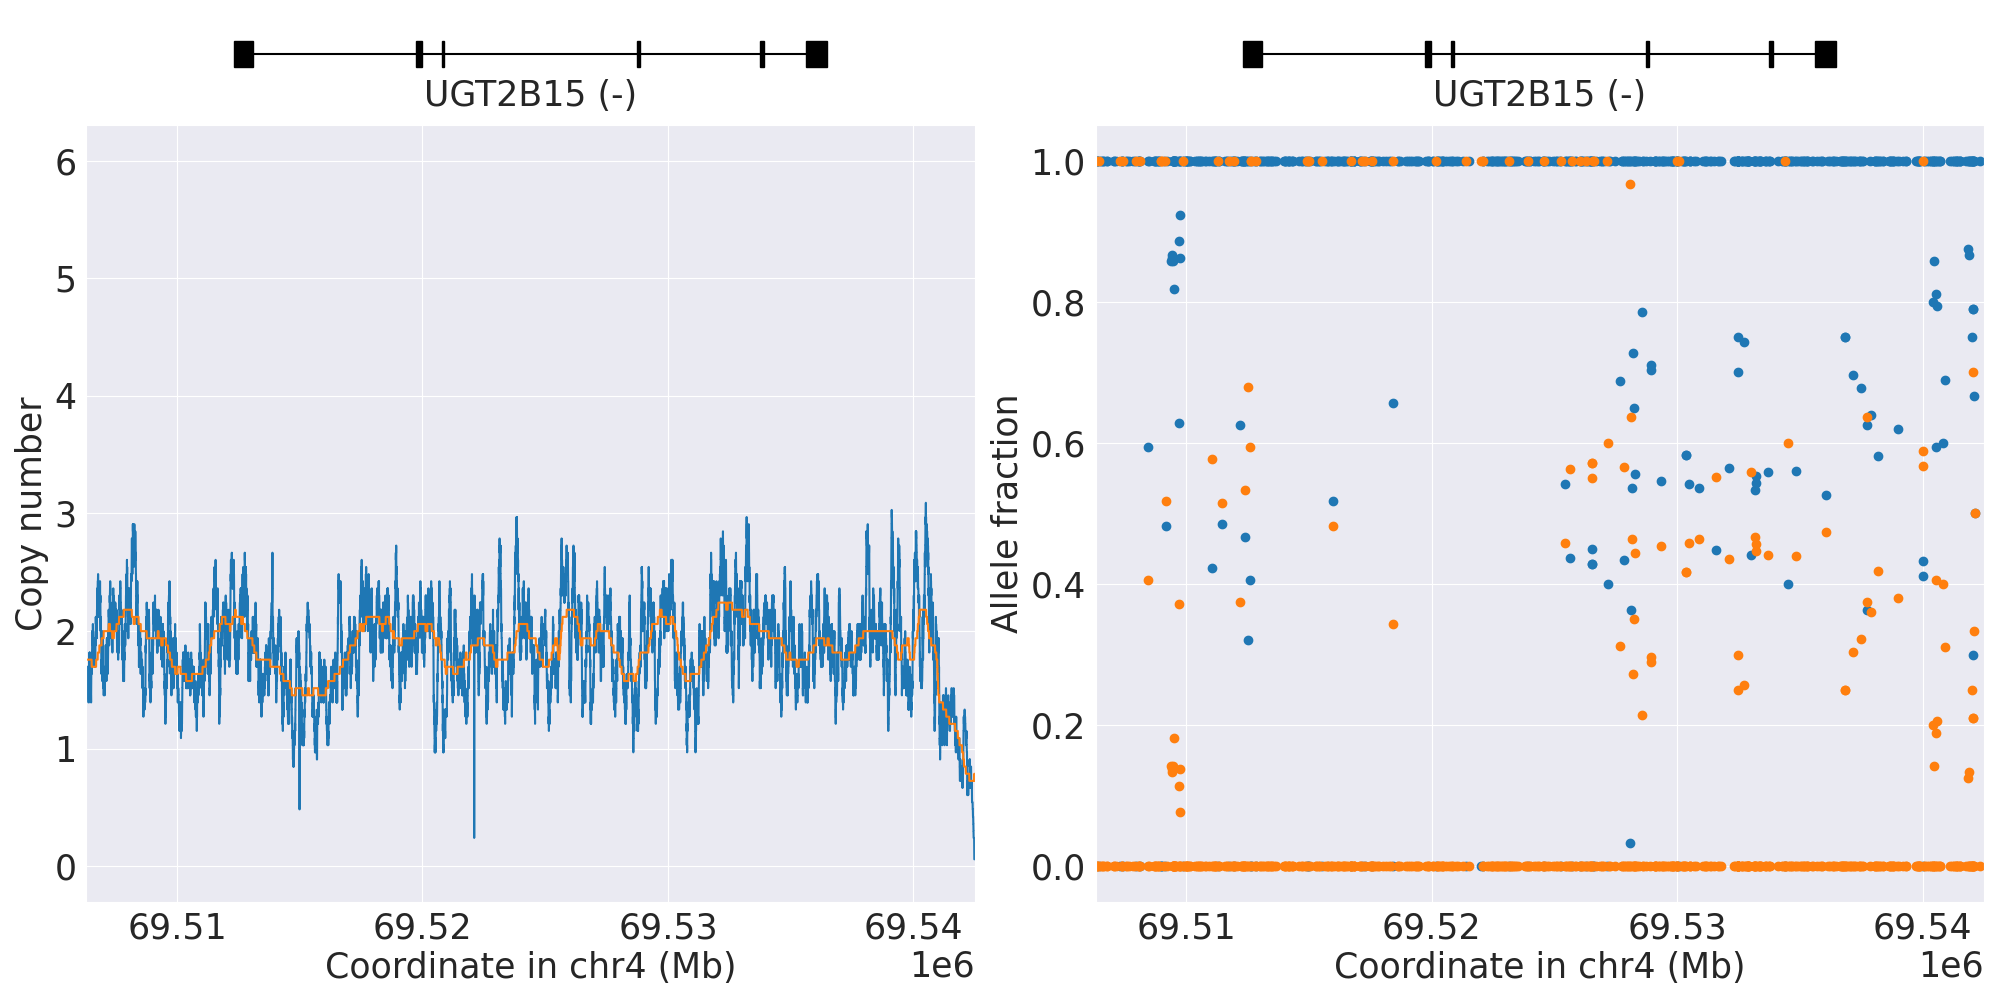 UGT2B15 (-)
6
5
4
3
2
1
0
Copy number
69.51 69.52 69.53 69.54
Coordinate in chr4 (Mb) 1e6
UGT2B15 (-)
1.0
0.8
0.6
0.4
0.2
0.0
Allele fraction
69.51 69.52 69.53 69.54
Coordinate in chr4 (Mb) 1e6